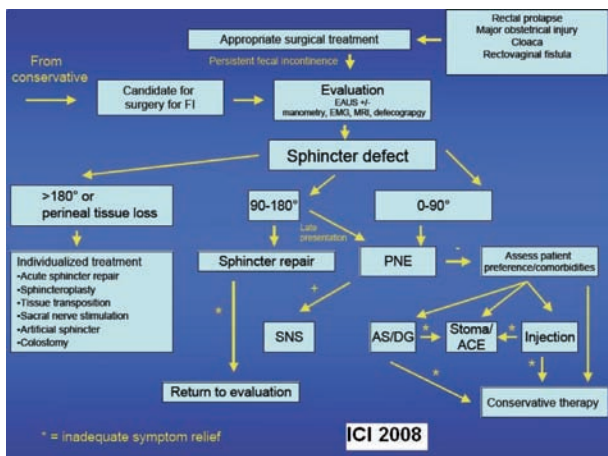 Rectal prolapse
Major obstetrical injury
Cloaca
Rectovaginal fistula
Appropriate surgical treatment
Persistent fecal incontinence
From
conservative
Candidate for
surgery for FI
Evaluation
EAUS +/-
manometry, EMG, MRI, defecograpgy
Sphincter defect
>180° or
perineal tissue loss
90-180°
0-90°
Late
presentation
Individualized treatment
•Acute sphincter repair
•Sphincteroplasty
•Tissue transposition
•Sacral nerve stimulation
•Artificial sphincter
•Colostomy
Sphincter repair
PNE
-
Assess patient
preference/comorbidities
*
+
SNS
AS/DG
*
Stoma/
ACE
*
Injection
*
*
Return to evaluation
Conservative therapy
* = inadequate symptom relief
ICI 2008